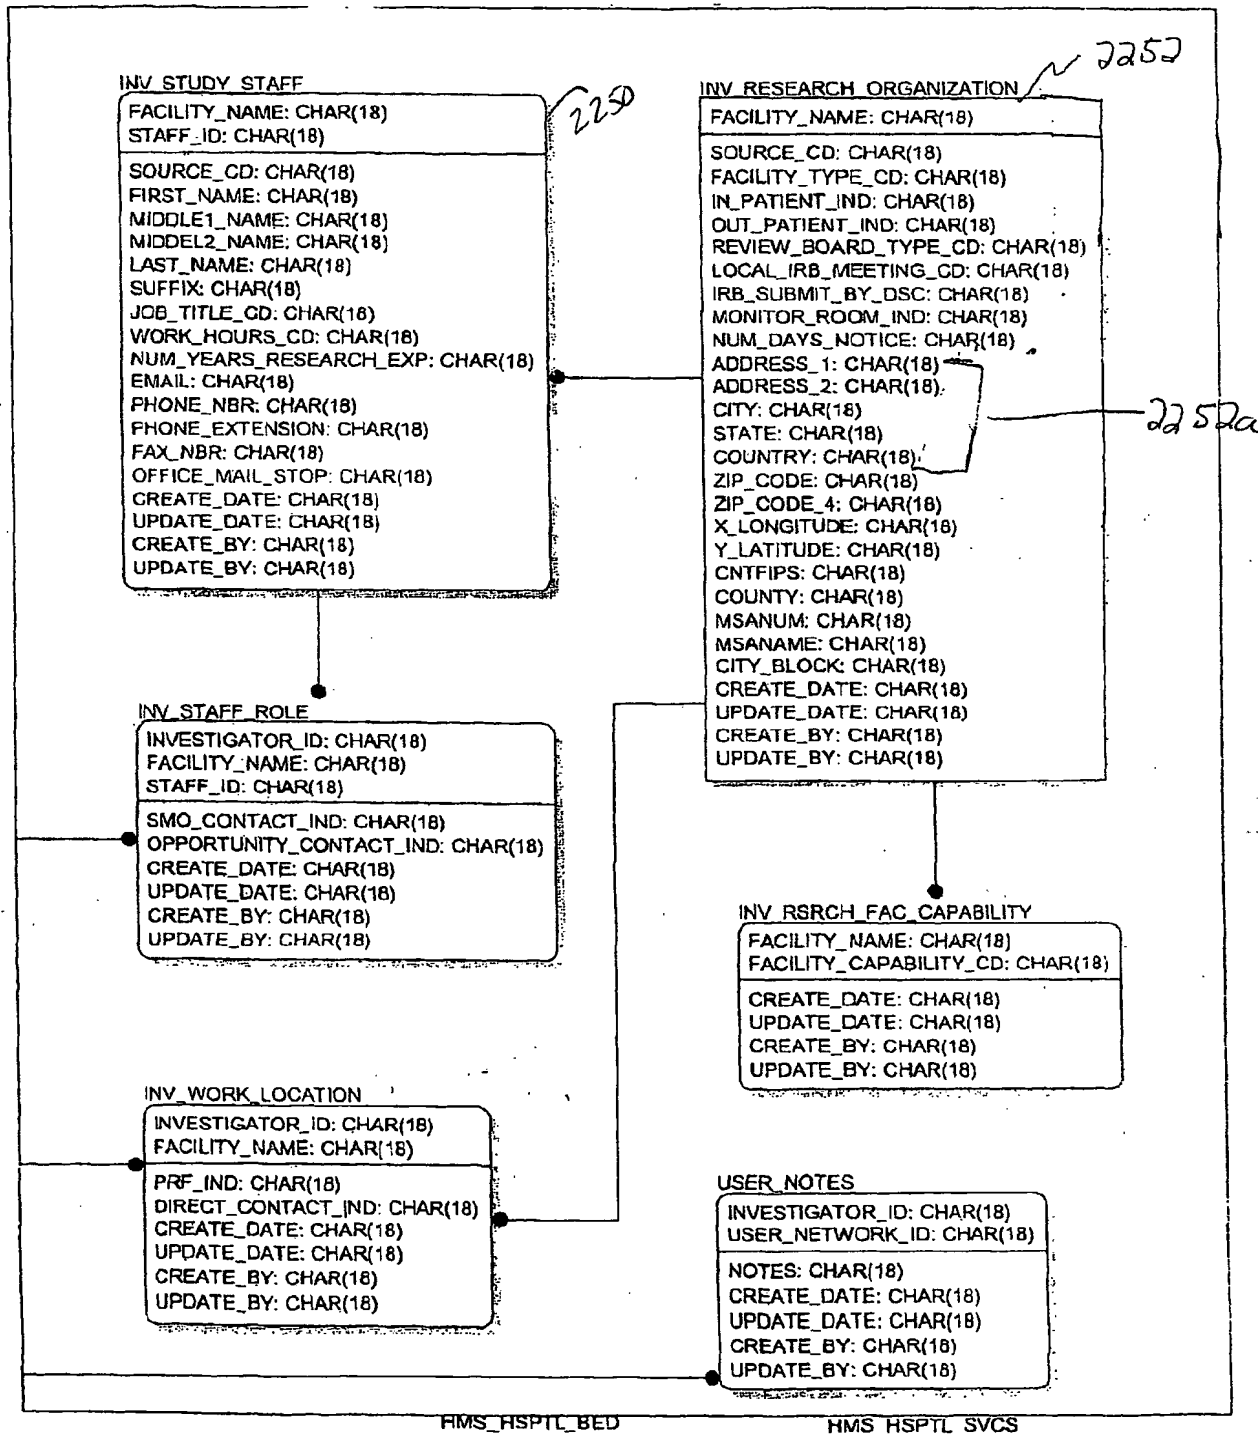 INV_STUDY_STAFF
2250
FACILITY_NAME: CHAR(18)
STAFF_ID: CHAR(18)
SOURCE_CD: CHAR(18)
FIRST_NAME: CHAR(18)
MIDDLE1_NAME: CHAR(18)
MIDDEL2_NAME: CHAR(18)
LAST_NAME: CHAR(18)
SUFFIX: CHAR(18)
JOB_TITLE_CD: CHAR(18)
WORK_HOURS_CD: CHAR(18)
NUM_YEARS_RESEARCH_EXP: CHAR(18)
EMAIL: CHAR(18)
PHONE_NBR: CHAR(18)
PHONE_EXTENSION: CHAR(18)
FAX_NBR: CHAR(18)
OFFICE_MAIL_STOP: CHAR(18)
CREATE_DATE: CHAR(18)
UPDATE_DATE: CHAR(18)
CREATE_BY: CHAR(18)
UPDATE_BY: CHAR(18)
INV_RESEARCH_ORGANIZATION
2252
FACILITY_NAME: CHAR(18)
SOURCE_CD: CHAR(18)
FACILITY_TYPE_CD: CHAR(18)
IN_PATIENT_IND: CHAR(18)
OUT_PATIENT_IND: CHAR(18)
REVIEW_BOARD_TYPE_CD: CHAR(18)
LOCAL_IRB_MEETING_CD: CHAR(18)
IRB_SUBMIT_BY_DSC: CHAR(18)
MONITOR_ROOM_IND: CHAR(18)
NUM_DAYS_NOTICE: CHAR(18)
ADDRESS_1: CHAR(18)
ADDRESS_2: CHAR(18)
CITY: CHAR(18)
2252a
STATE: CHAR(18)
COUNTRY: CHAR(18)
ZIP_CODE: CHAR(18)
ZIP_CODE_4: CHAR(18)
X_LONGITUDE: CHAR(18)
Y_LATITUDE: CHAR(18)
CNTFIPS: CHAR(18)
COUNTY: CHAR(18)
MSANUM: CHAR(18)
MSANAME: CHAR(18)
CITY_BLOCK: CHAR(18)
CREATE_DATE: CHAR(18)
UPDATE_DATE: CHAR(18)
CREATE_BY: CHAR(18)
UPDATE_BY: CHAR(18)
INV_STAFF_ROLE
INVESTIGATOR_ID: CHAR(18)
FACILITY_NAME: CHAR(18)
STAFF_ID: CHAR(18)
SMO_CONTACT_IND: CHAR(18)
OPPORTUNITY_CONTACT_IND: CHAR(18)
CREATE_DATE: CHAR(18)
UPDATE_DATE: CHAR(18)
CREATE_BY: CHAR(18)
UPDATE_BY: CHAR(18)
INV_RSRCH_FAC_CAPABILITY
FACILITY_NAME: CHAR(18)
FACILITY_CAPABILITY_CD: CHAR(18)
CREATE_DATE: CHAR(18)
UPDATE_DATE: CHAR(18)
CREATE_BY: CHAR(18)
UPDATE_BY: CHAR(18)
INV_WORK_LOCATION
INVESTIGATOR_ID: CHAR(18)
FACILITY_NAME: CHAR(18)
PRF_IND: CHAR(18)
DIRECT_CONTACT_IND: CHAR(18)
CREATE_DATE: CHAR(18)
UPDATE_DATE: CHAR(18)
CREATE_BY: CHAR(18)
UPDATE_BY: CHAR(18)
USER_NOTES
INVESTIGATOR_ID: CHAR(18)
USER_NETWORK_ID: CHAR(18)
NOTES: CHAR(18)
CREATE_DATE: CHAR(18)
UPDATE_DATE: CHAR(18)
CREATE_BY: CHAR(18)
UPDATE_BY: CHAR(18)
HMS_HSPTL_BED
HMS_HSPTL_SVCS